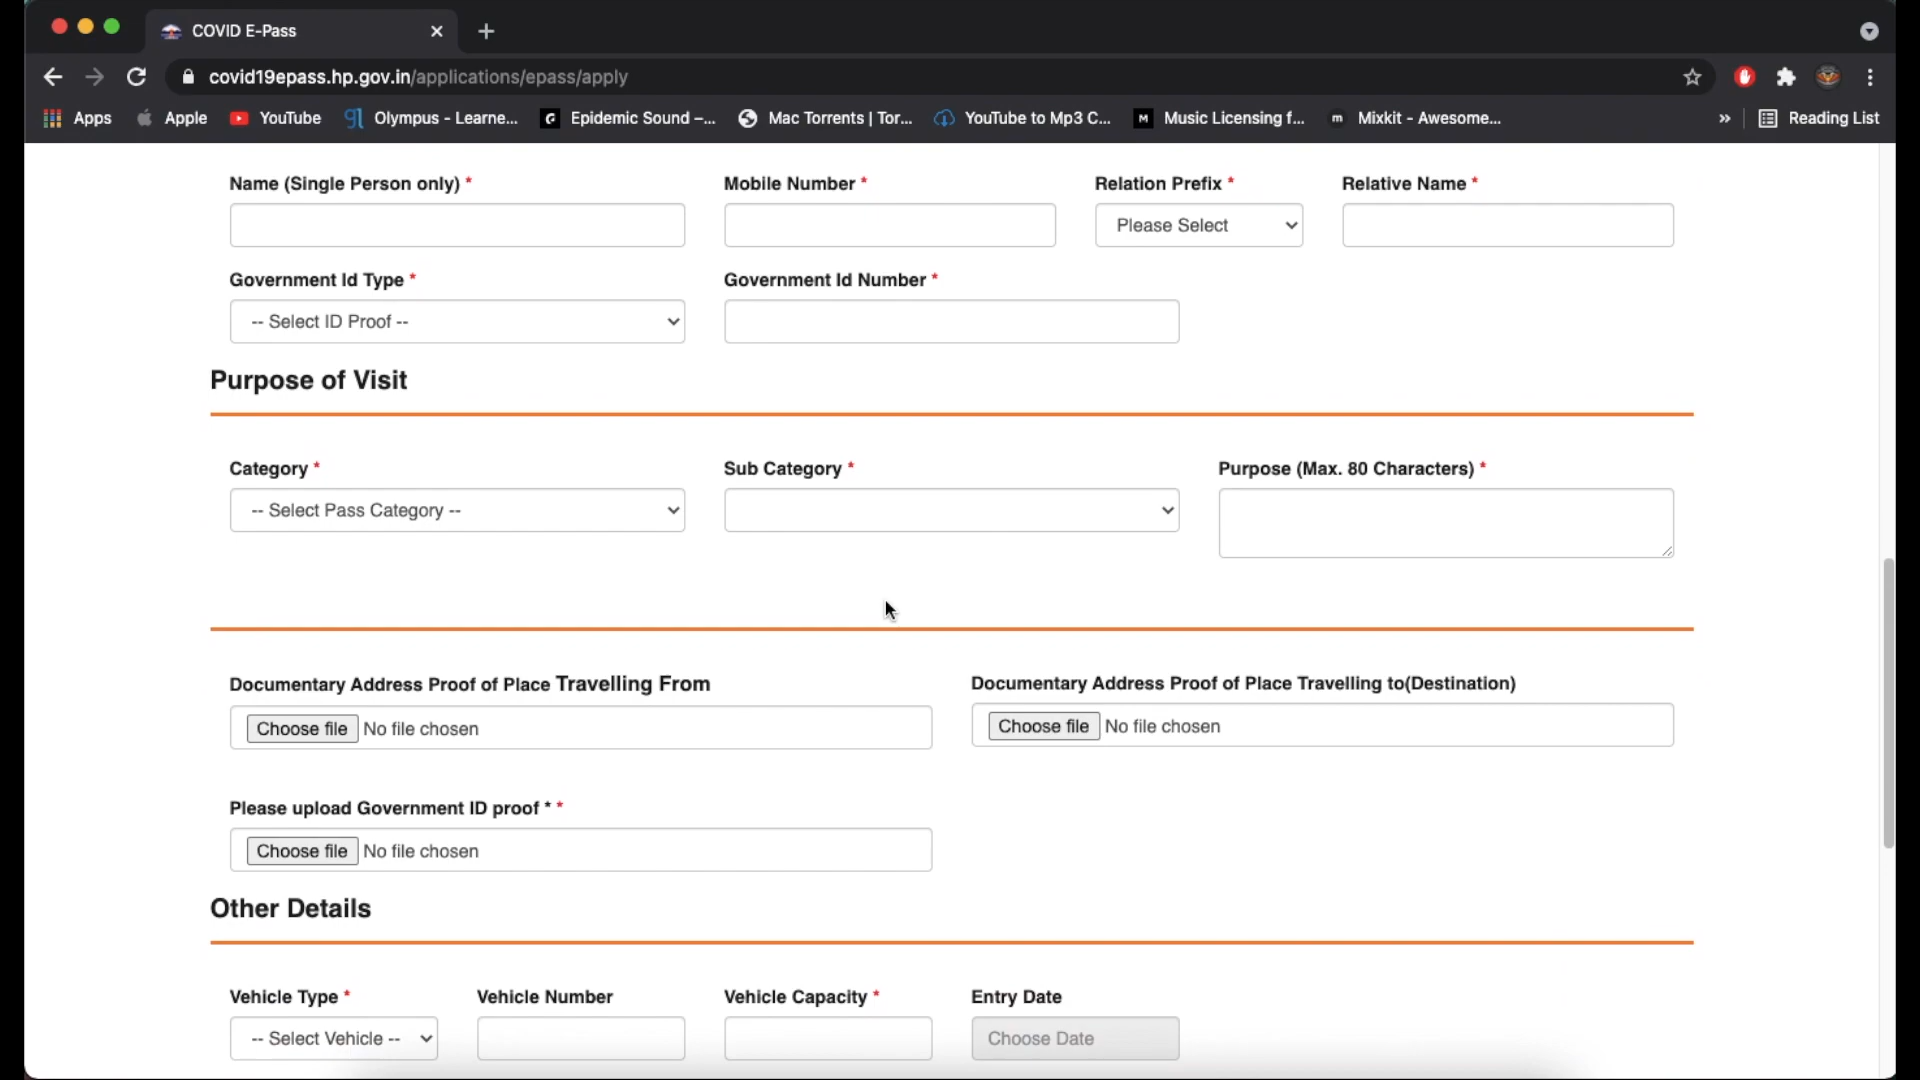 COVID E-Pass
covid19epass.hp.gov.in/applications/epass/apply
Apps Apple YouTube Olympus - Learne... Epidemic Sound –... Mac Torrents | Tor... YouTube to Mp3 C... Music Licensing f... Mixkit - Awesome... » Reading List
Name (Single Person only) * Mobile Number * Relation Prefix * Relative Name *
Please Select
Government Id Type * Government Id Number *
-- Select ID Proof --
Purpose of Visit
Category * Sub Category * Purpose (Max. 80 Characters) *
-- Select Pass Category --
Documentary Address Proof of Place Travelling From Documentary Address Proof of Place Travelling to(Destination)
Choose file No file chosen Choose file No file chosen
Please upload Government ID proof * *
Choose file No file chosen
Other Details
Vehicle Type * Vehicle Number Vehicle Capacity * Entry Date
-- Select Vehicle -- Choose Date